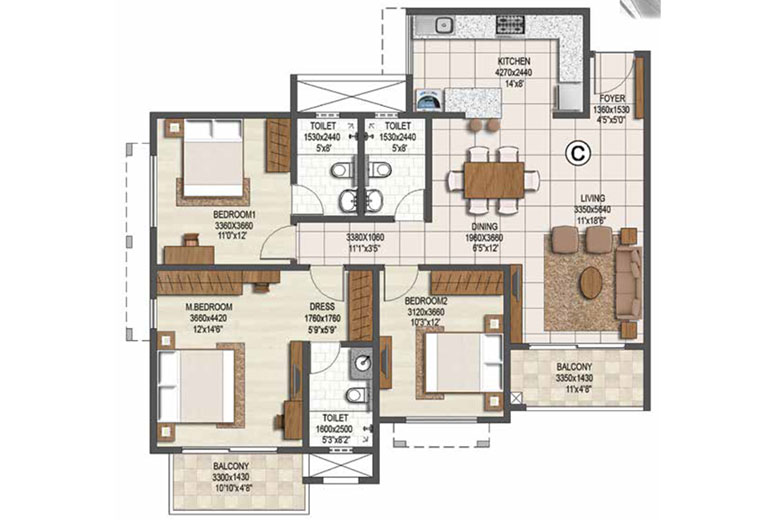 KITCHEN
4270x2440
14'x8'
FOYER
1360x1530
4'5"x5'0"
TOILET
1530x2440
5'x8'
TOILET
1530x2440
5'x8'
C
BEDROOM1
3360X3660
11'0"x12'
LIVING
3350x5640
11'x18'6"
DINING
1960X3660
6'5"x12'
3380X1060
11'1"x3'5"
M.BEDROOM
3660x4420
12'x14'6"
DRESS
1760x1760
5'9"x5'9"
BEDROOM2
3120x3660
10'3"x12'
BALCONY
3350x1430
11'x4'8"
TOILET
1600x2500
5'3"x8'2"
BALCONY
3300x1430
10'10"x4'8"